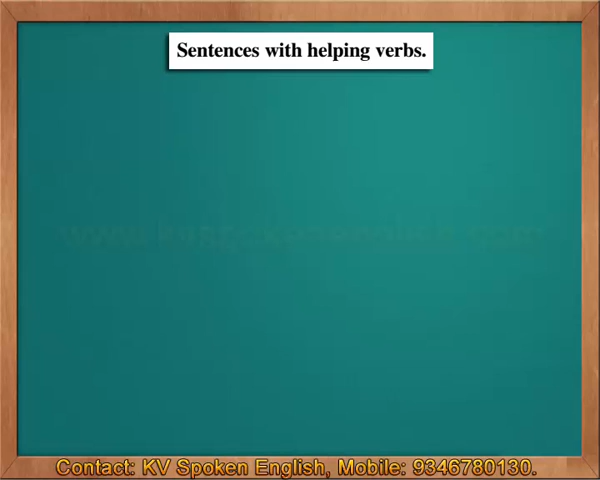 Sentences with helping verbs.
Contact: KV Spoken English, Mobile: 9346780130.